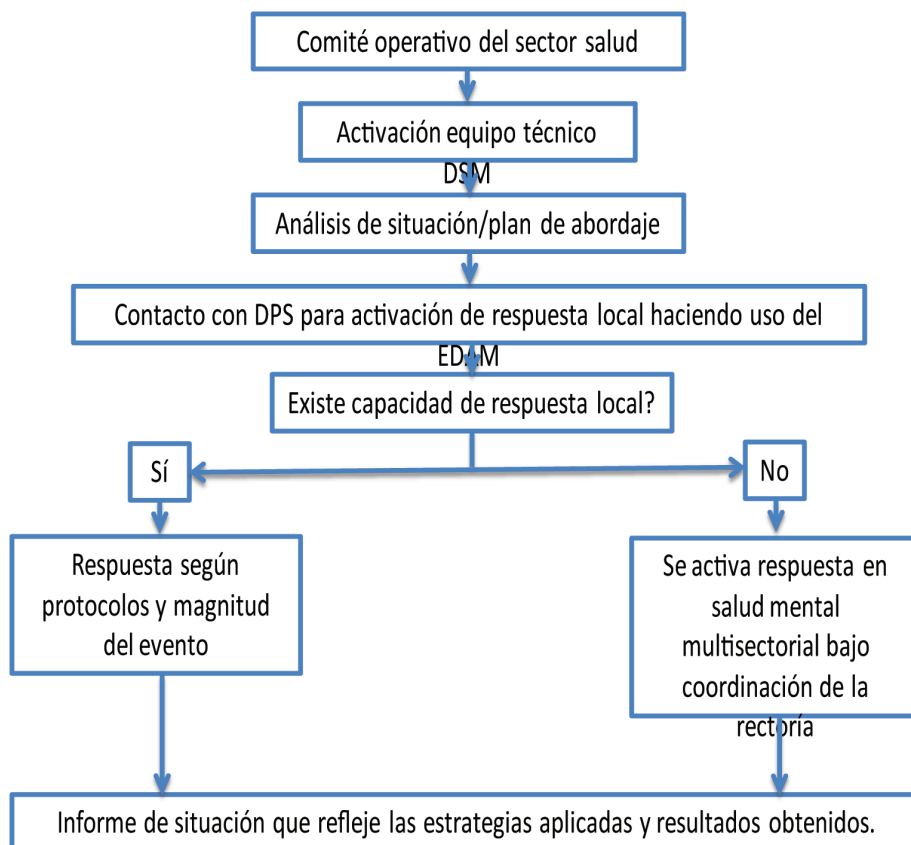 Comité operativo del sector salud
Activación equipo técnico
DSM
Análisis de situación/plan de abordaje
Contacto con DPS para activación de respuesta local haciendo uso del
EDAM
Existe capacidad de respuesta local?
Sí
No
Respuesta según
protocolos y magnitud
del evento
Se activa respuesta en
salud mental
multisectorial bajo
coordinación de la
rectoría
Informe de situación que refleje las estrategias aplicadas y resultados obtenidos.